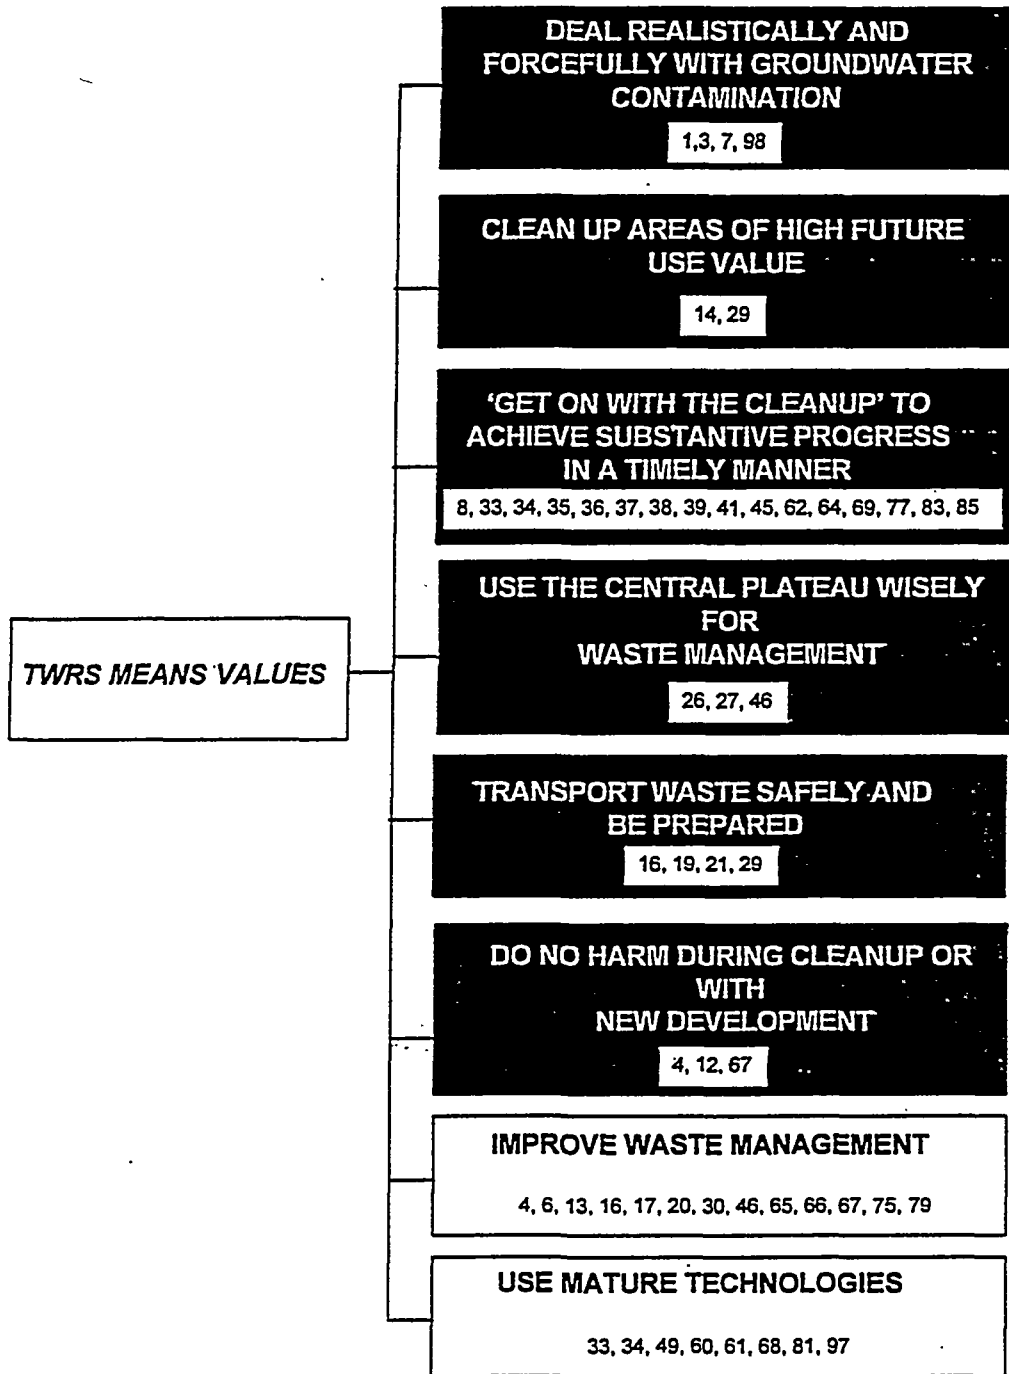 DEAL REALISTICALLY AND
FORCEFULLY WITH GROUNDWATER
CONTAMINATION
1,3, 7, 98
CLEAN UP AREAS OF HIGH FUTURE
USE VALUE
14, 29
'GET ON WITH THE CLEANUP' TO
ACHIEVE SUBSTANTIVE PROGRESS
IN A TIMELY MANNER
8, 33, 34, 35, 36, 37, 38, 39, 41, 45, 62, 64, 69, 77, 83, 85
USE THE CENTRAL PLATEAU WISELY
FOR
WASTE MANAGEMENT
26, 27, 46
TWRS MEANS VALUES
TRANSPORT WASTE SAFELY AND
BE PREPARED
16, 19, 21, 29
DO NO HARM DURING CLEANUP OR
WITH
NEW DEVELOPMENT
4, 12, 67
IMPROVE WASTE MANAGEMENT
4, 6, 13, 16, 17, 20, 30, 46, 65, 66, 67, 75, 79
USE MATURE TECHNOLOGIES
33, 34, 49, 60, 61, 68, 81, 97